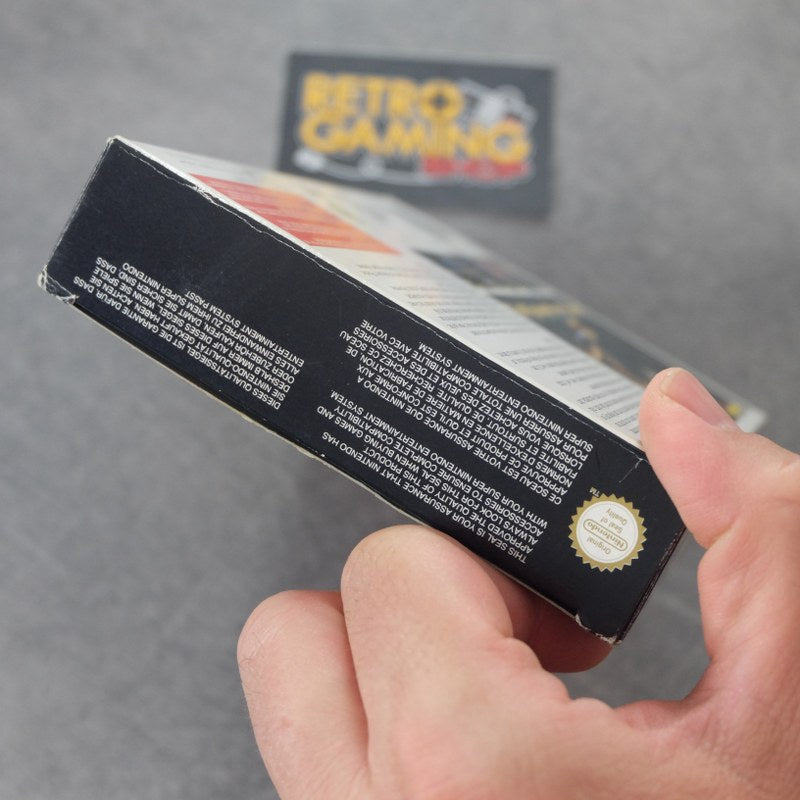 RETRO
GAMING
SHOP
Original
Nintendo
Seal of
Quality
TM
THIS SEAL IS YOUR ASSURANCE THAT NINTENDO HAS
APPROVED THE QUALITY OF THIS PRODUCT.
ALWAYS LOOK FOR THIS SEAL WHEN BUYING GAMES AND
ACCESSORIES TO ENSURE COMPLETE COMPATIBILITY
WITH YOUR SUPER NINTENDO ENTERTAINMENT SYSTEM
CE SCEAU EST VOTRE ASSURANCE QUE NINTENDO A
APPROUVE CE PRODUIT ET QU'IL EST CONFORME AUX
NORMES D'EXCELLENCE EN MATIERE DE FABRICATION, DE
FIABILITES ET SURTOUT, DE QUALITE. RECHERCHEZ CE SCEAU
LORSQUE VOUS ACHETEZ DES JEUX ET DES ACCESSOIRES
POUR ASSURER UNE TOTALE COMPATIBILITE AVEC VOTRE
SUPER NINTENDO ENTERTAINMENT SYSTEM
DIESES QUALITÄTSSIEGEL IST DIE GARANTIE DAFÜR, DASS
SIE NINTENDO-QUALITÄT GEKAUFT HABEN. ACHTEN SIE
DESHALB IMMER AUF DIESES SIEGEL, WENN SIE SPIELE
ODER ZUBEHÖR KAUFEN, DAMIT SIE SICHER SIND, DASS
ALLES EINWANDFREI ZU IHREM SUPER NINTENDO
ENTERTAINMENT SYSTEM PASST